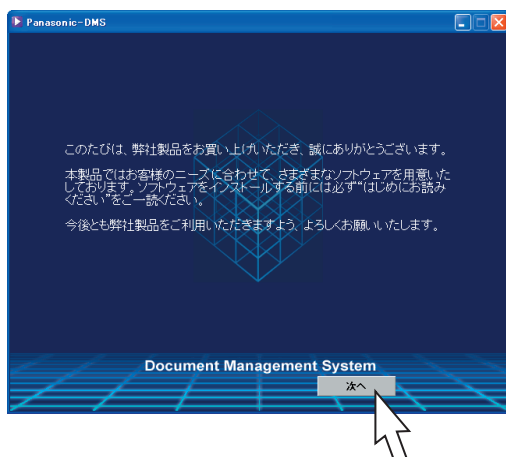 Panasonic-DMS
このたびは、弊社製品をお買い上げいただき、誠にありがとうございます。
本製品ではお客様のニーズに合わせて、さまざまなソフトウェアを用意いた
しております。ソフトウェアをインストールする前には必ず“はじめにお読み
ください”をご一読ください。
今後とも弊社製品をご利用いただきますよう、よろしくお願いいたします。
Document Management System
次へ